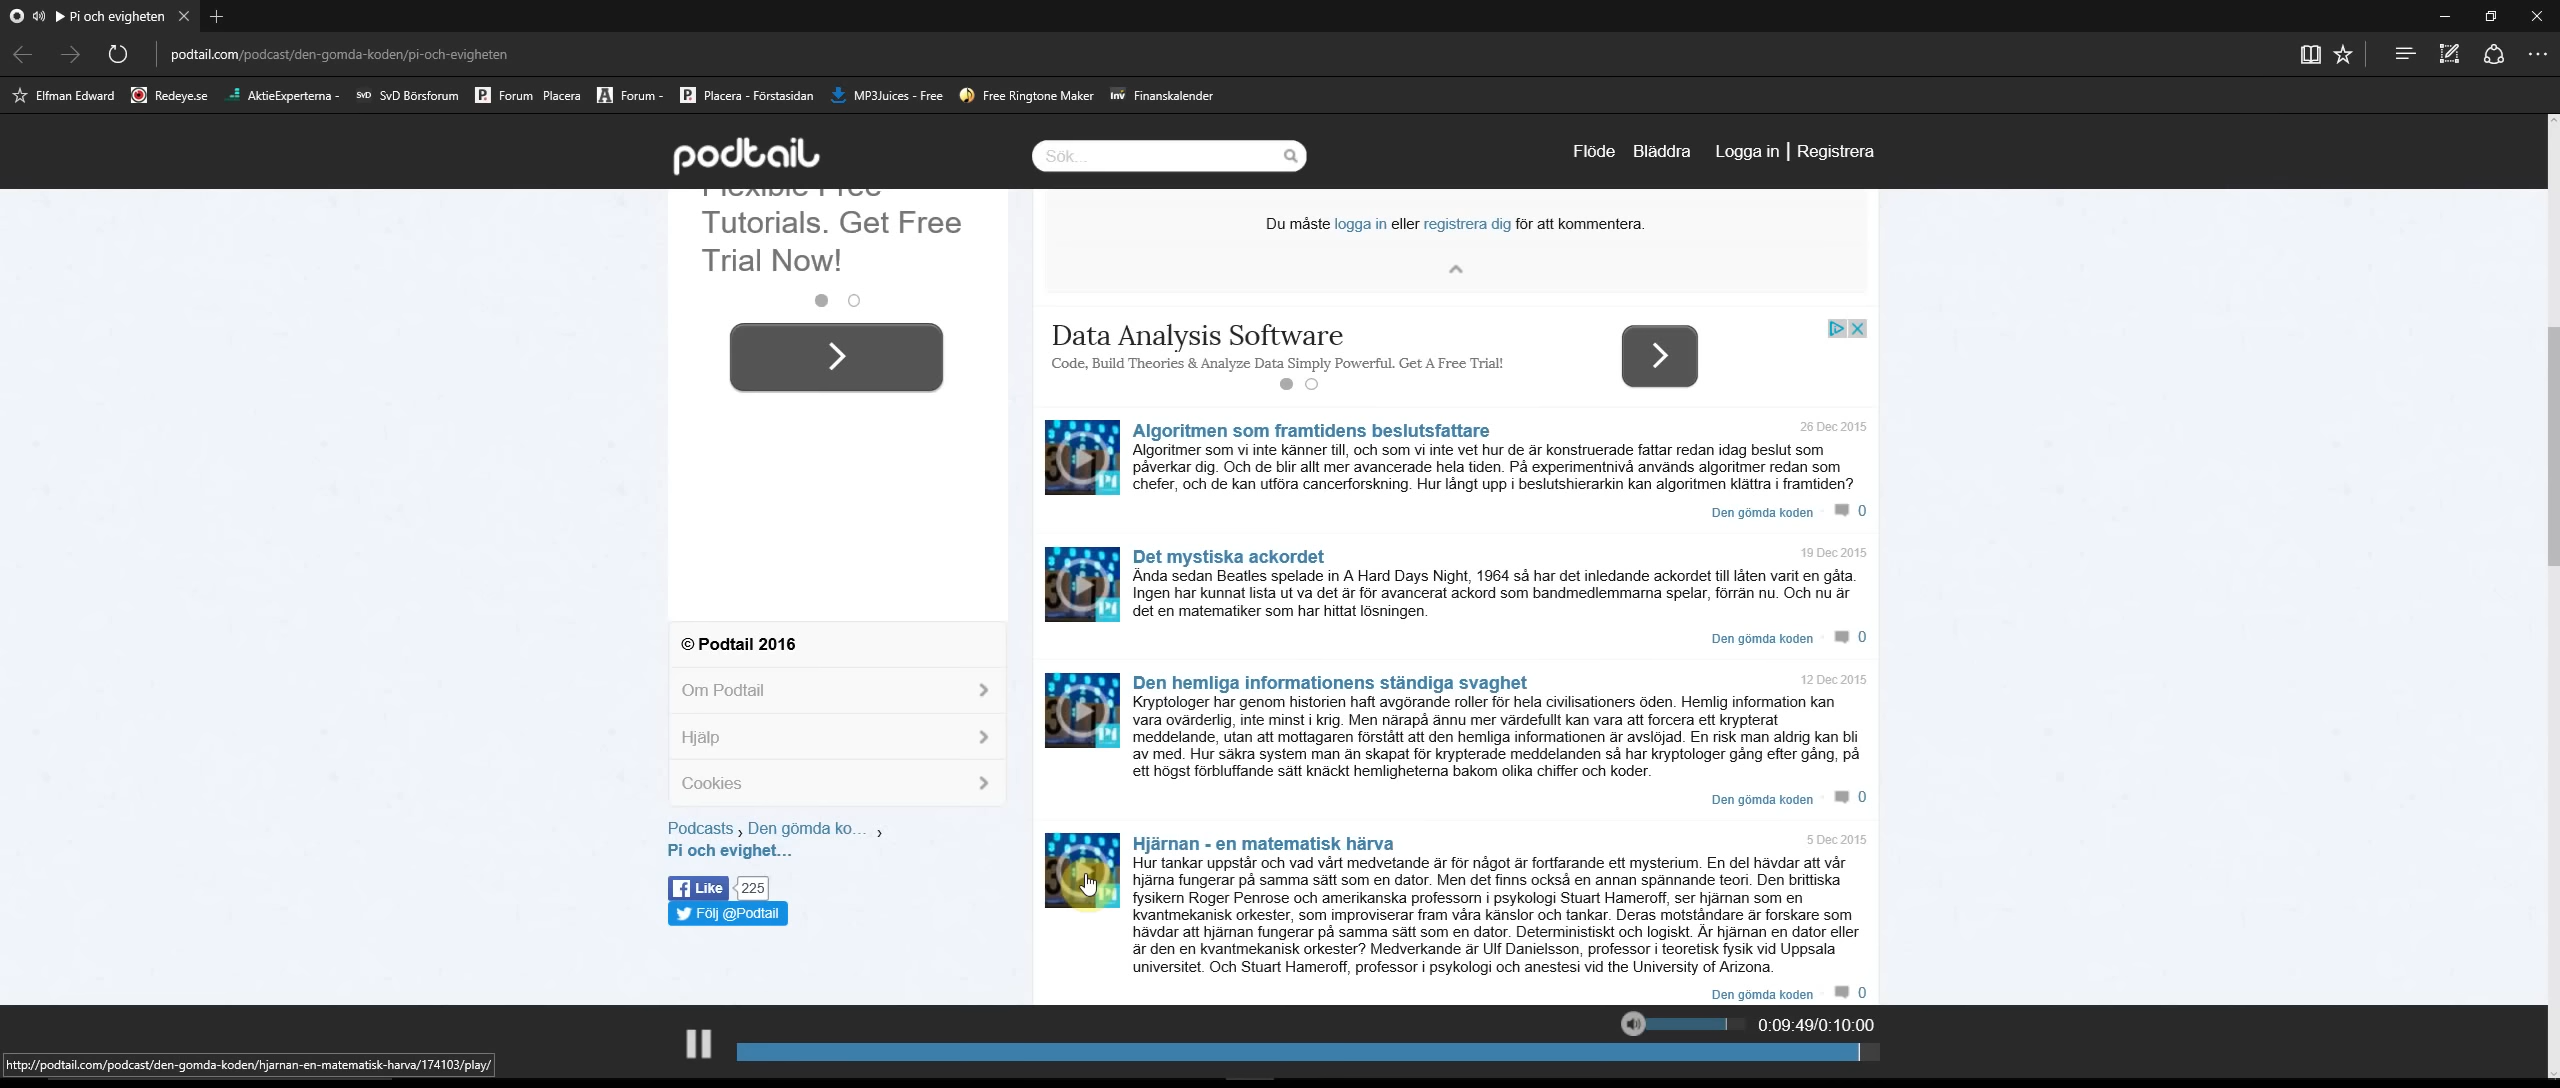 Pi och evigheten
podtail.com/podcast/den-gomda-koden/pi-och-evigheten
Elfman Edward Redeye.se AktieExperterna - SvD SvD Börsforum Forum Placera Forum - Placera - Förstasidan MP3Juices - Free Free Ringtone Maker Inv Finanskalender
podtail Sök... Flöde Bläddra Logga in | Registrera
Flexible Free
Tutorials. Get Free
Trial Now!
© Podtail 2016
Om Podtail
Hjälp
Cookies
Podcasts › Den gömda ko... ›
Pi och evighet...
Like 225
Följ @Podtail
Du måste logga in eller registrera dig för att kommentera.
Data Analysis Software
Code, Build Theories & Analyze Data Simply Powerful. Get A Free Trial!
Algoritmen som framtidens beslutsfattare 26 Dec 2015
Algoritmer som vi inte känner till, och som vi inte vet hur de är konstruerade fattar redan idag beslut som
påverkar dig. Och de blir allt mer avancerade hela tiden. På experimentnivå används algoritmer redan som
chefer, och de kan utföra cancerforskning. Hur långt upp i beslutshierarkin kan algoritmen klättra i framtiden?
Den gömda koden 0
Det mystiska ackordet 19 Dec 2015
Ända sedan Beatles spelade in A Hard Days Night, 1964 så har det inledande ackordet till låten varit en gåta.
Ingen har kunnat lista ut va det är för avancerat ackord som bandmedlemmarna spelar, förrän nu. Och nu är
det en matematiker som har hittat lösningen.
Den gömda koden 0
Den hemliga informationens ständiga svaghet 12 Dec 2015
Kryptologer har genom historien haft avgörande roller för hela civilisationers öden. Hemlig information kan
vara ovärderlig, inte minst i krig. Men närapå ännu mer värdefullt kan vara att forcera ett krypterat
meddelande, utan att mottagaren förstått att den hemliga informationen är avslöjad. En risk man aldrig kan bli
av med. Hur säkra system man än skapat för krypterade meddelanden så har kryptologer gång efter gång, på
ett högst förbluffande sätt knäckt hemligheterna bakom olika chiffer och koder.
Den gömda koden 0
Hjärnan - en matematisk härva 5 Dec 2015
Hur tankar uppstår och vad vårt medvetande är för något är fortfarande ett mysterium. En del hävdar att vår
hjärna fungerar på samma sätt som en dator. Men det finns också en annan spännande teori. Den brittiska
fysikern Roger Penrose och amerikanska professorn i psykologi Stuart Hameroff, ser hjärnan som en
kvantmekanisk orkester, som improviserar fram våra känslor och tankar. Deras motståndare är forskare som
hävdar att hjärnan fungerar på samma sätt som en dator. Deterministiskt och logiskt. Är hjärnan en dator eller
är den en kvantmekanisk orkester? Medverkande är Ulf Danielsson, professor i teoretisk fysik vid Uppsala
universitet. Och Stuart Hameroff, professor i psykologi och anestesi vid the University of Arizona.
Den gömda koden 0
0:09:49/0:10:00
http://podtail.com/podcast/den-gomda-koden/hjarnan-en-matematisk-harva/174103/play/